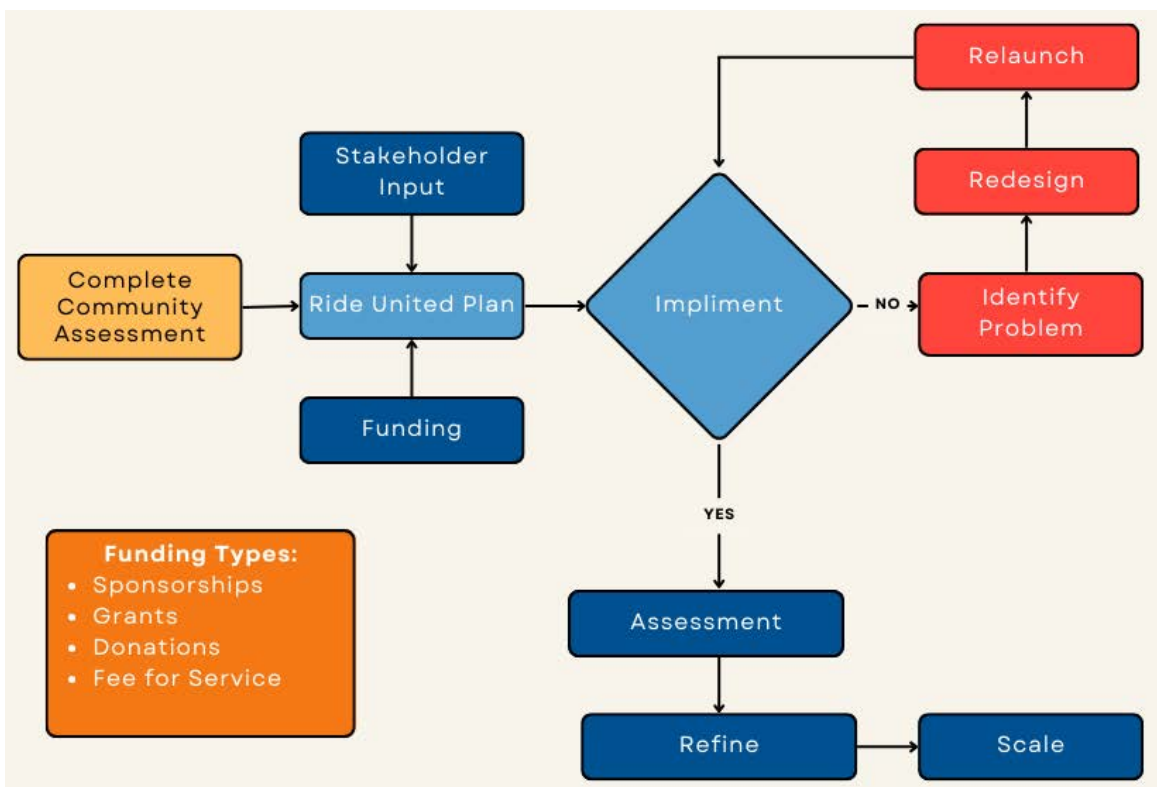 Complete
Community
Assessment
Stakeholder
Input
Ride United Plan
Funding
Impliment
NO
Identify
Problem
Redesign
Relaunch
YES
Assessment
Refine
Scale
Funding Types:
• Sponsorships
• Grants
• Donations
• Fee for Service